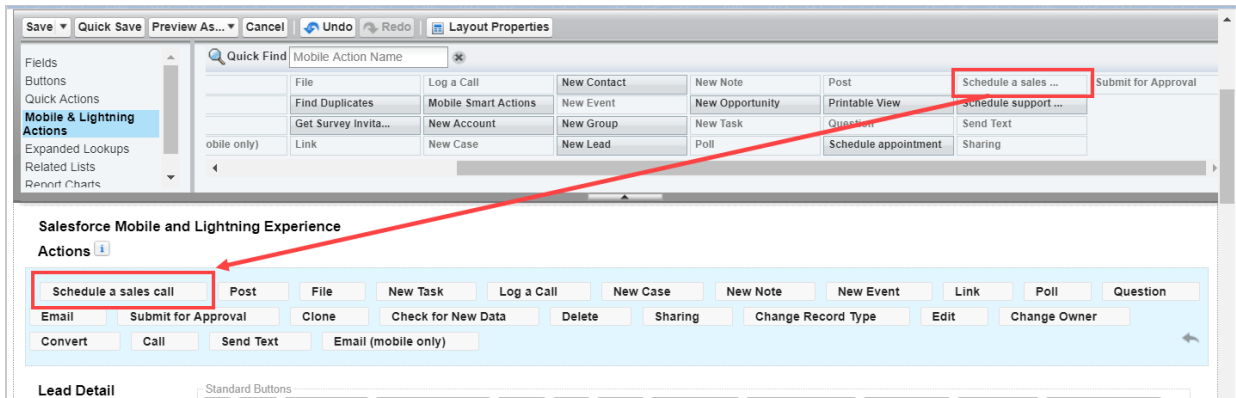 Save Quick Save Preview As... Cancel Undo Redo Layout Properties
Fields
Buttons
Quick Actions
Mobile & Lightning
Actions
Expanded Lookups
Related Lists
Report Charts
Quick Find Mobile Action Name
File Log a Call New Contact New Note Post Schedule a sales ... Submit for Approval
Find Duplicates Mobile Smart Actions New Event New Opportunity Printable View Schedule support ...
Get Survey Invita... New Account New Group New Task Question Send Text
obile only) Link New Case New Lead Poll Schedule appointment Sharing
Salesforce Mobile and Lightning Experience
Actions i
Schedule a sales call Post File New Task Log a Call New Case New Note New Event Link Poll Question
Email Submit for Approval Clone Check for New Data Delete Sharing Change Record Type Edit Change Owner
Convert Call Send Text Email (mobile only)
Lead Detail Standard Buttons